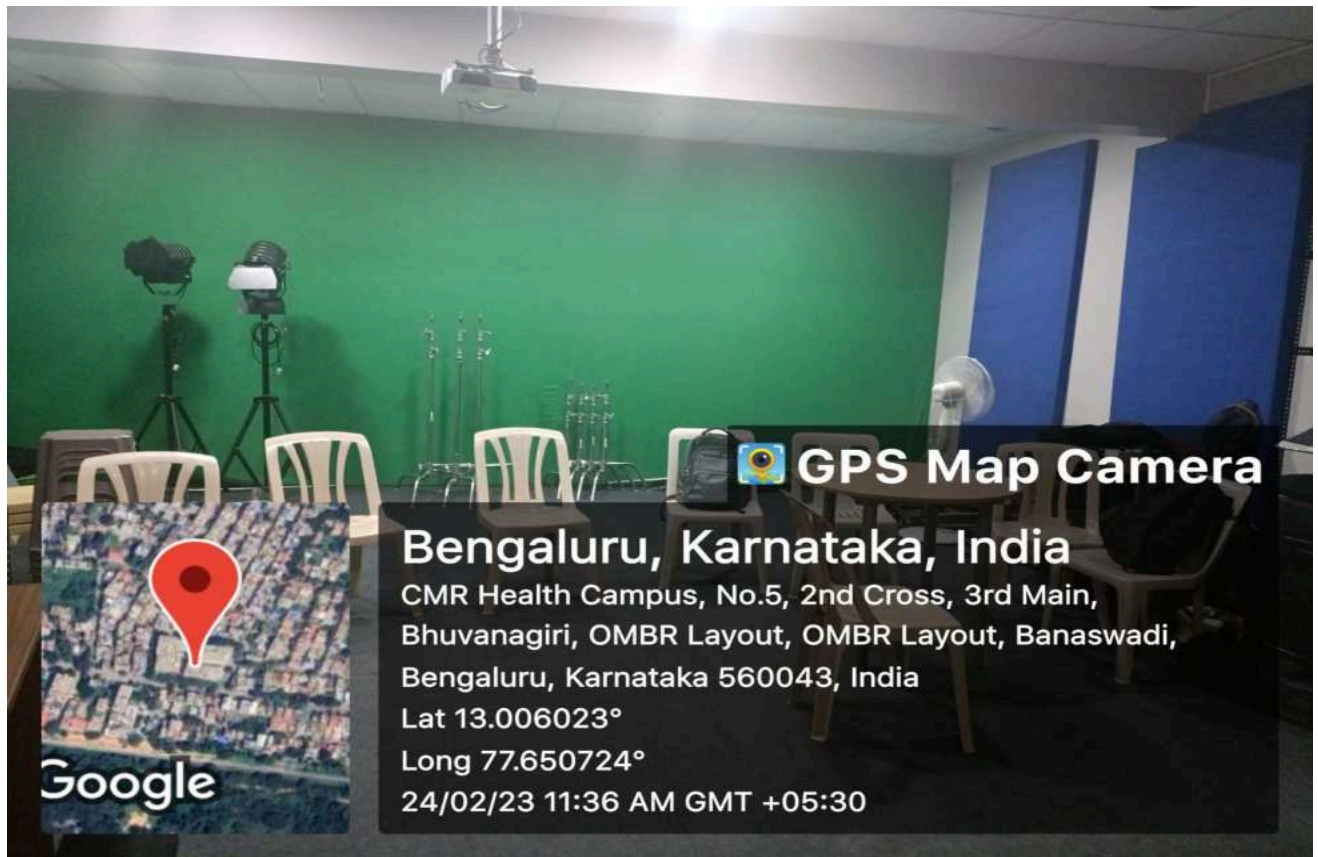 GPS Map Camera
Bengaluru, Karnataka, India
CMR Health Campus, No.5, 2nd Cross, 3rd Main,
Bhuvanagiri, OMBR Layout, OMBR Layout, Banaswadi,
Bengaluru, Karnataka 560043, India
Lat 13.006023°
Long 77.650724°
24/02/23 11:36 AM GMT +05:30
Google